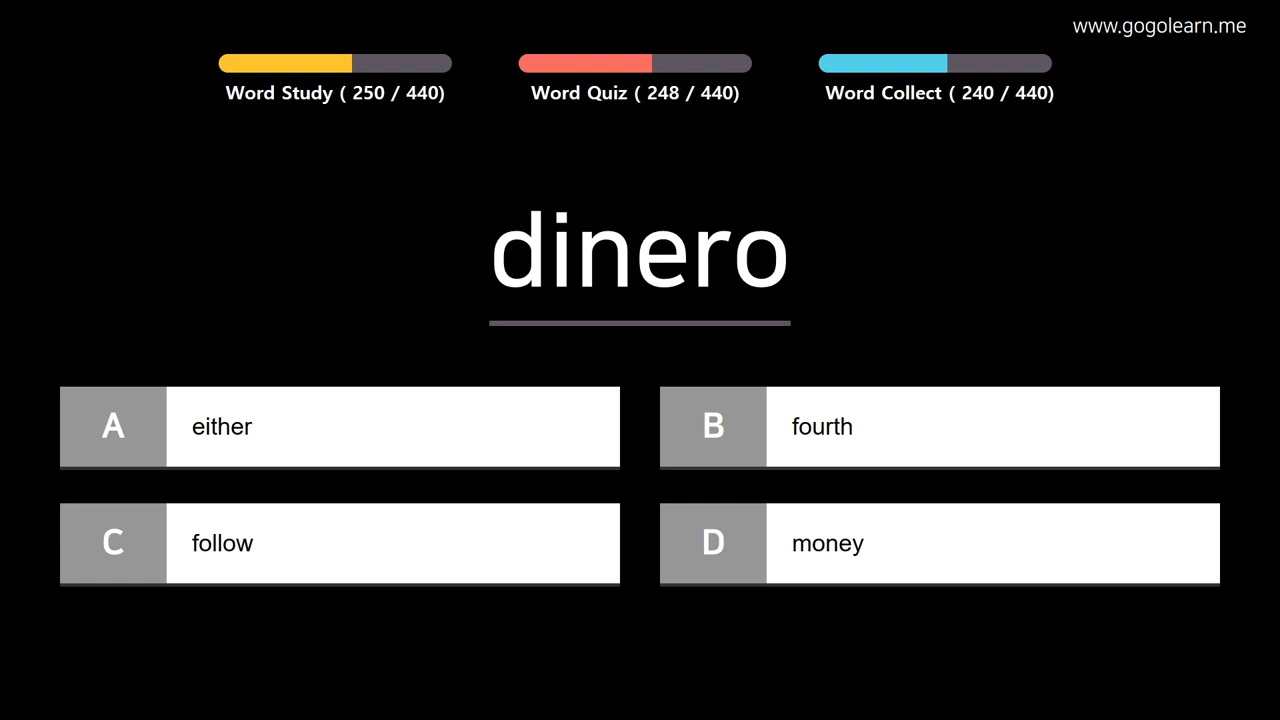 www.gogolearn.me
Word Study ( 250 / 440)
Word Quiz ( 248 / 440)
Word Collect ( 240 / 440)
dinero
A either
B fourth
C follow
D money